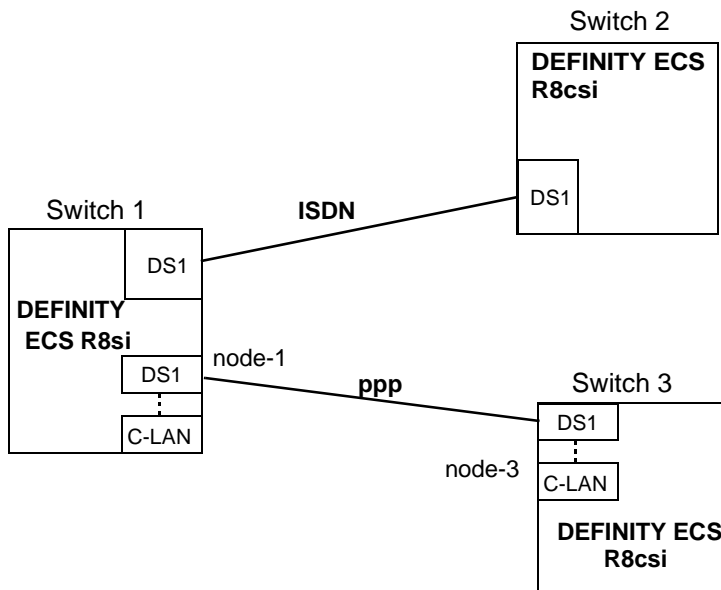 Switch 2
DEFINITY ECS
R8csi
DS1
ISDN
Switch 1
DS1
DEFINITY
ECS R8si
DS1
node-1
C-LAN
ppp
Switch 3
DS1
node-3
C-LAN
DEFINITY ECS
R8csi